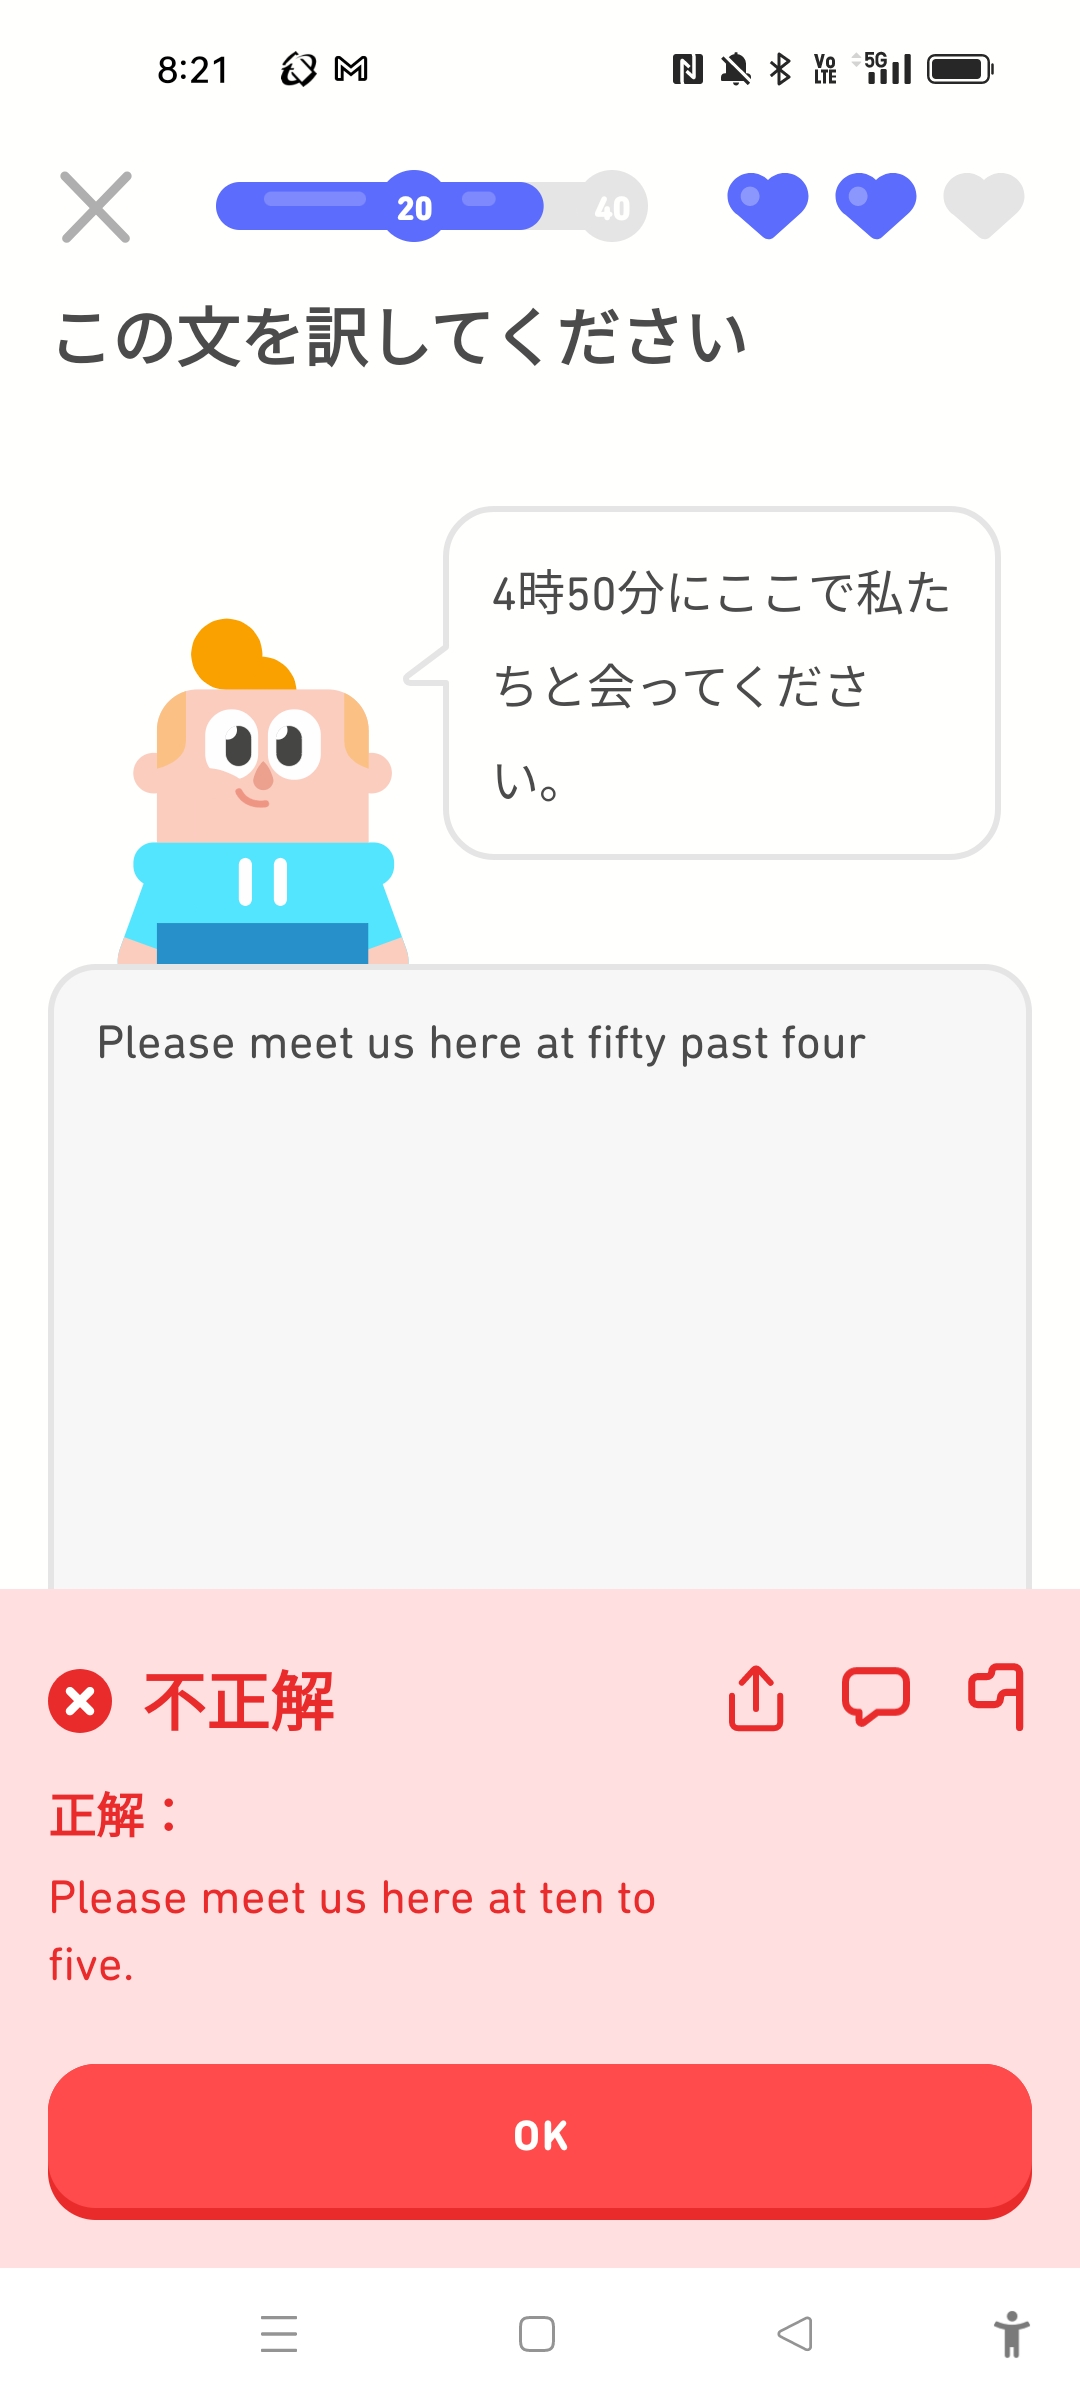 8:21
Vo
LTE
5G
20
40
この文を訳してください
4時50分にここで私た
ちと会ってくださ
い。
Please meet us here at fifty past four
不正解
正解：
Please meet us here at ten to
five.
OK